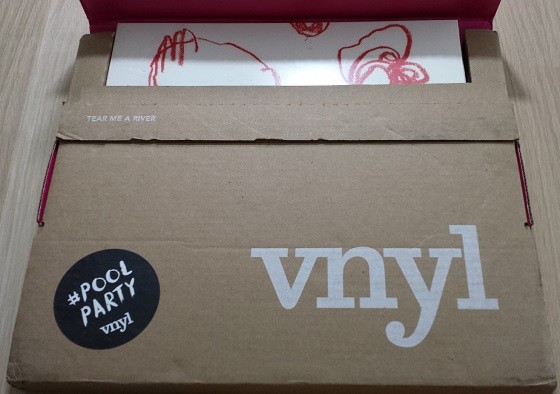 TEAR ME A RIVER
vnyl
#POOL
PARTY
vnyl